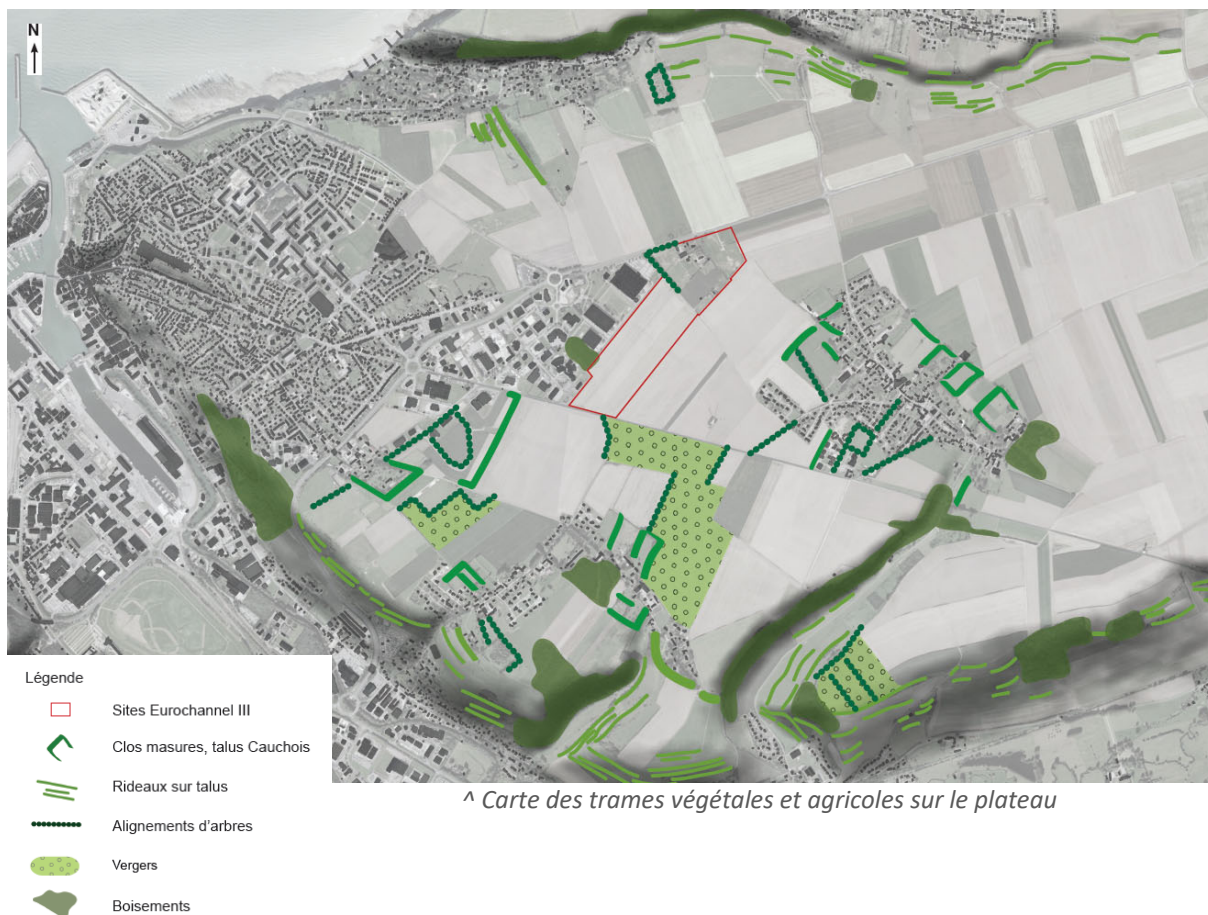 N
Légende
Sites Eurochannel III
Clos masures, talus Cauchois
Rideaux sur talus
Alignements d'arbres
Vergers
Boisements
^ Carte des trames végétales et agricoles sur le plateau